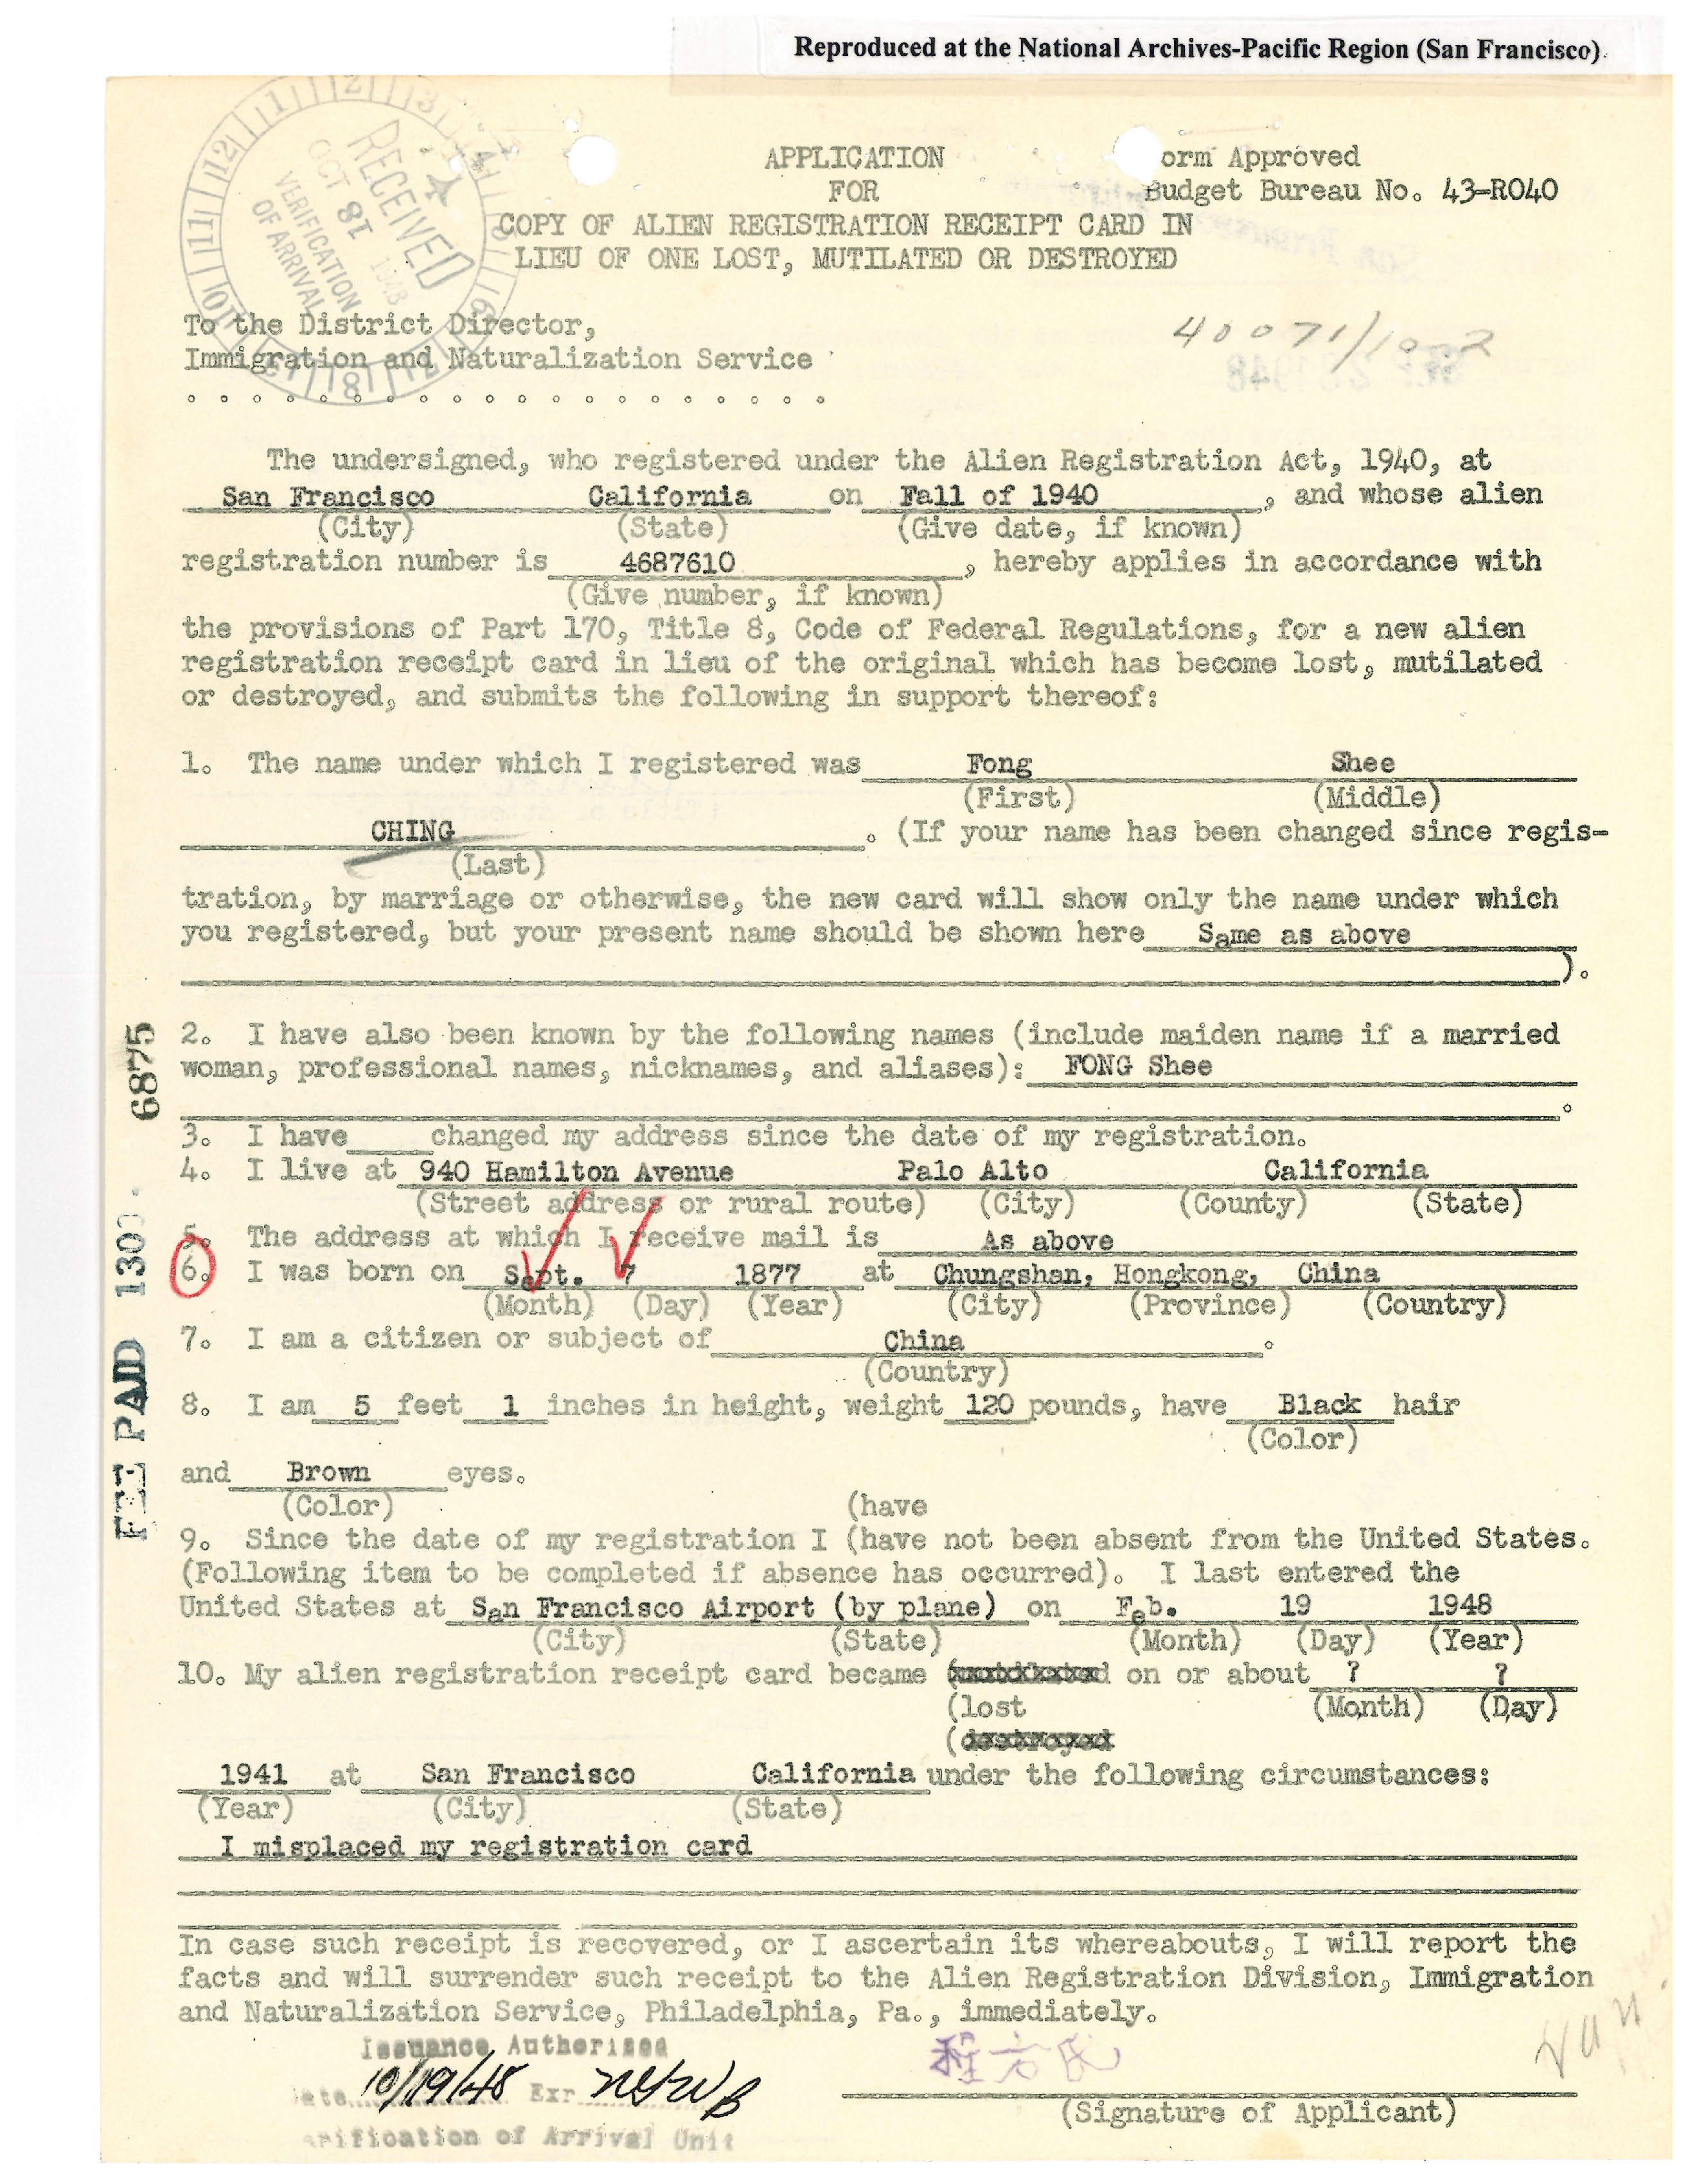 Reproduced at the National Archives-Pacific Region (San Francisco).
RECEIVED
OCT 18 1948
VERIFICATION
OF ARRIVAL
APPLICATION
FOR
COPY OF ALIEN REGISTRATION RECEIPT CARD IN
LIEU OF ONE LOST, MUTILATED OR DESTROYED
orm Approved
Budget Bureau No. 43-R040
To the District Director,
Immigration and Naturalization Service
40071/10-2
The undersigned, who registered under the Alien Registration Act, 1940, at
San Francisco California on Fall of 1940, and whose alien
(City) (State) (Give date, if known)
registration number is 4687610, hereby applies in accordance with
(Give number, if known)
the provisions of Part 170, Title 8, Code of Federal Regulations, for a new alien
registration receipt card in lieu of the original which has become lost, mutilated
or destroyed, and submits the following in support thereof:
1. The name under which I registered was Fong Shee
(First) (Middle)
CHING. (If your name has been changed since regis-
(Last)
tration, by marriage or otherwise, the new card will show only the name under which
you registered, but your present name should be shown here Same as above
).
2. I have also been known by the following names (include maiden name if a married
woman, professional names, nicknames, and aliases): FONG Shee
.
3. I have changed my address since the date of my registration.
4. I live at 940 Hamilton Avenue Palo Alto California
(Street address or rural route) (City) (County) (State)
5. The address at which I receive mail is As above
6. I was born on Sept. 7 1877 at Chungshan, Hongkong, China
(Month) (Day) (Year) (City) (Province) (Country)
7. I am a citizen or subject of China.
(Country)
8. I am 5 feet 1 inches in height, weight 120 pounds, have Black hair
(Color)
and Brown eyes.
(Color) (have
9. Since the date of my registration I (have not been absent from the United States.
(Following item to be completed if absence has occurred). I last entered the
United States at San Francisco Airport (by plane) on Feb. 19 1948
(City) (State) (Month) (Day) (Year)
10. My alien registration receipt card became on or about ? ?
(lost (Month) (Day)
(destroyed
1941 at San Francisco California under the following circumstances:
(Year) (City) (State)
I misplaced my registration card
In case such receipt is recovered, or I ascertain its whereabouts, I will report the
facts and will surrender such receipt to the Alien Registration Division, Immigration
and Naturalization Service, Philadelphia, Pa., immediately.
Issuance Authorized
Date 10/19/48 Exr
Verification of Arrival Unit
程方氏
(Signature of Applicant)
FEE PAID 1303 6875